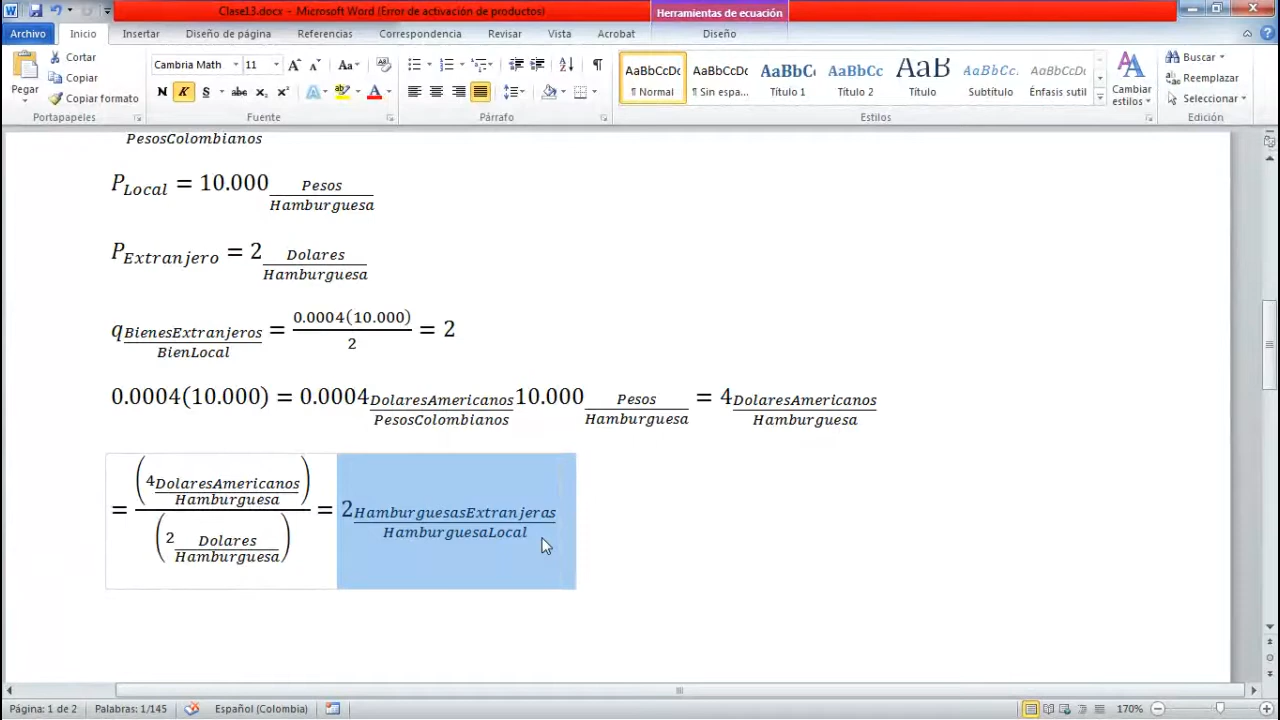 Clase13.docx - Microsoft Word (Error de activación de productos)
Herramientas de ecuación
Archivo Inicio Insertar Diseño de página Referencias Correspondencia Revisar Vista Acrobat Diseño
Pegar
Cortar
Copiar
Copiar formato
Portapapeles
Cambria Math 11
N K S abc x₂ x²
Fuente
Párrafo
AaBbCcDc AaBbCcDc AaBbC AaBbCc AaB AaBbCc. AaBbCcDc
¶ Normal ¶ Sin espa... Título 1 Título 2 Título Subtítulo Énfasis sutil
Estilos
Cambiar estilos
Buscar
Reemplazar
Seleccionar
Edición
PesosColombianos
P_Local = 10.000 Pesos/Hamburguesa
P_Extranjero = 2 Dolares/Hamburguesa
q BienesExtranjeros/BienLocal = 0.0004(10.000)/2 = 2
0.0004(10.000) = 0.0004 DolaresAmericanos/PesosColombianos 10.000 Pesos/Hamburguesa = 4 DolaresAmericanos/Hamburguesa
= (4 DolaresAmericanos/Hamburguesa)/(2 Dolares/Hamburguesa) = 2 HamburguesasExtranjeras/HamburguesaLocal
Página: 1 de 2 Palabras: 1/145 Español (Colombia) 170%